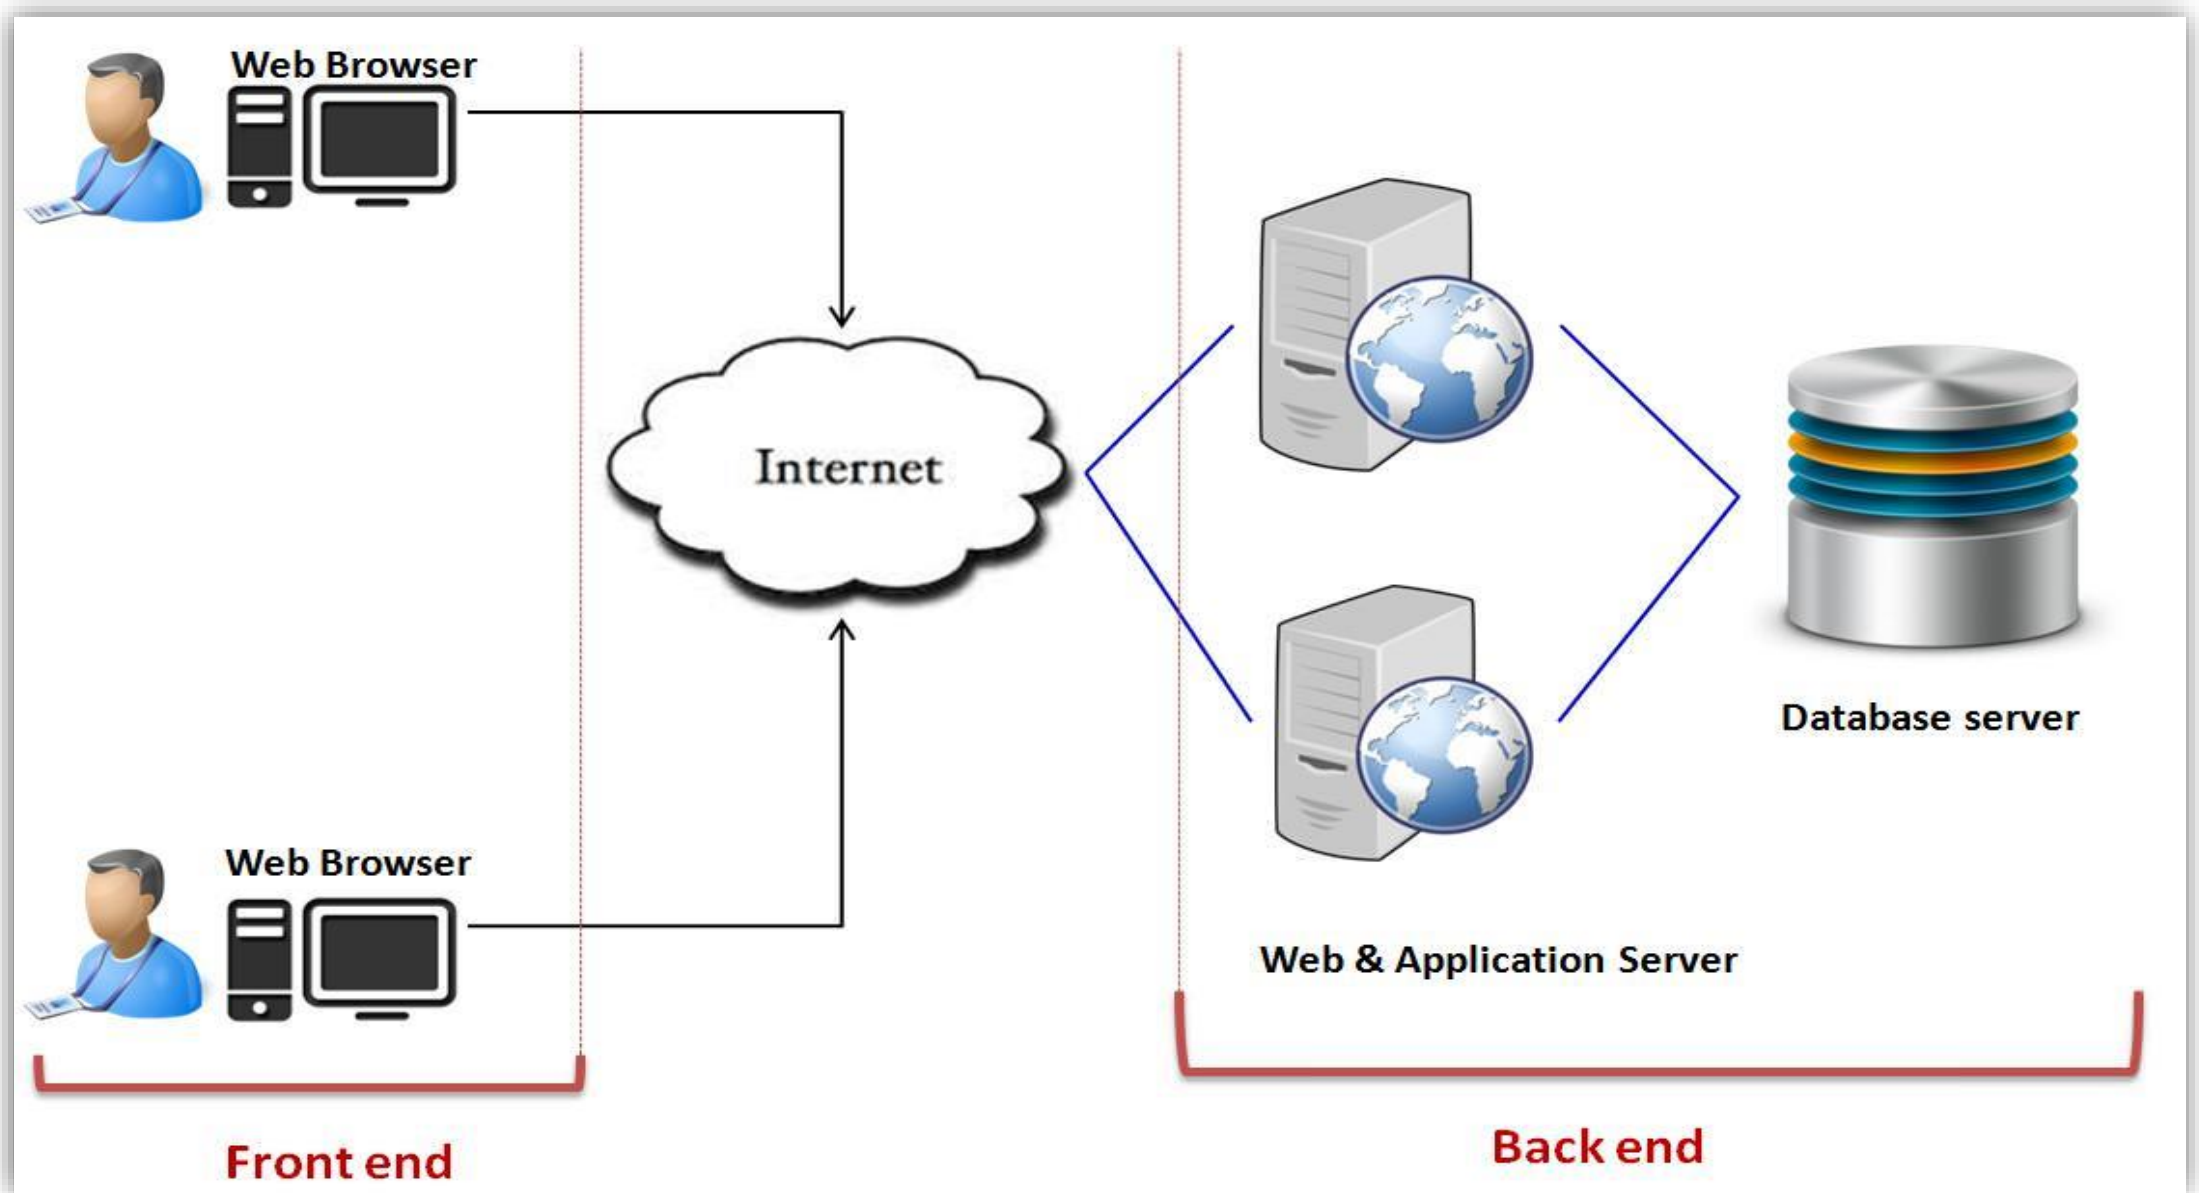 Web Browser
Internet
Database server
Web Browser
Web & Application Server
Front end
Back end